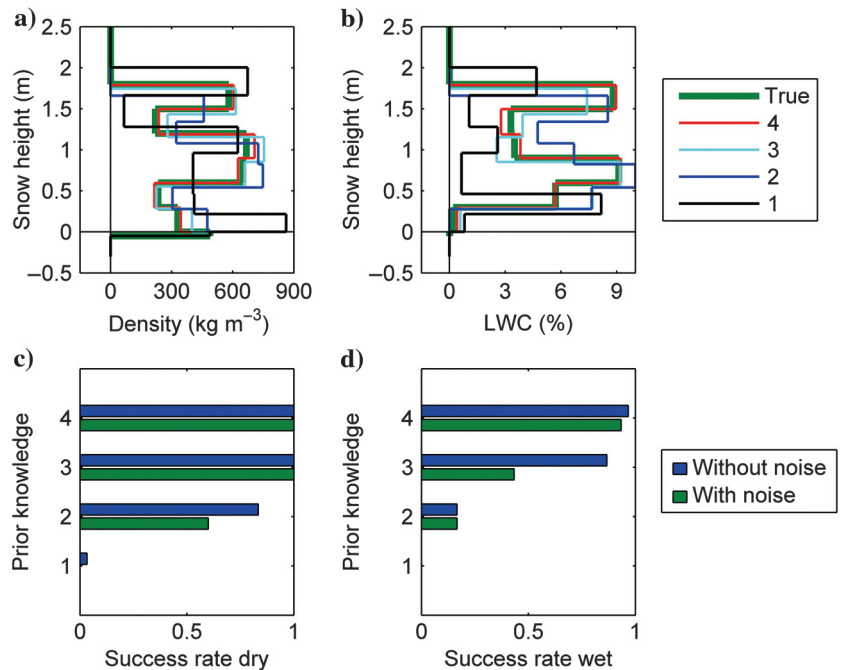 a)
2.5
2
1.5
1
0.5
0
–0.5
Snow height (m)
0 300 600 900
Density (kg m⁻³)
b)
2.5
2
1.5
1
0.5
0
–0.5
Snow height (m)
0 3 6 9
LWC (%)
True
4
3
2
1
c)
4
3
2
1
Prior knowledge
0 0.5 1
Success rate dry
d)
4
3
2
1
Prior knowledge
0 0.5 1
Success rate wet
Without noise
With noise